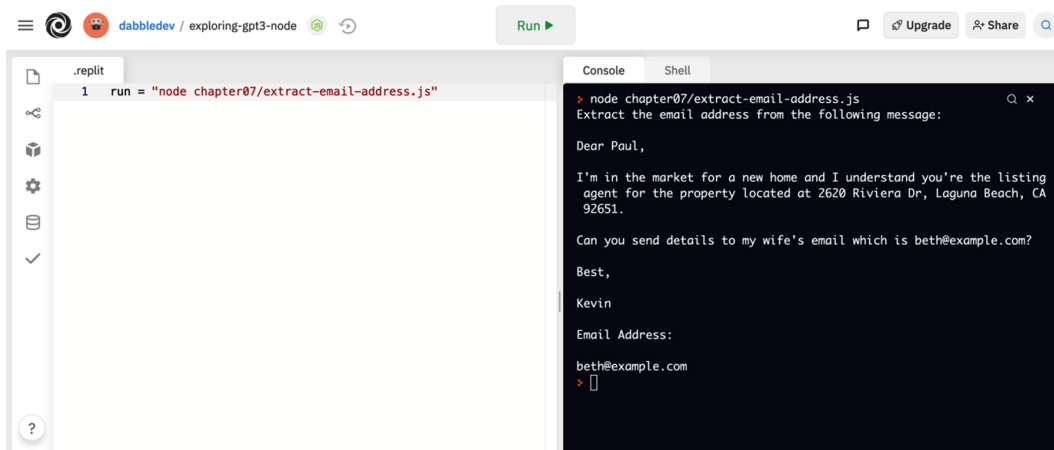 dabbledev / exploring-gpt3-node
Run
Upgrade
Share
.replit
1 run = "node chapter07/extract-email-address.js"
Console
Shell
node chapter07/extract-email-address.js
Extract the email address from the following message:
Dear Paul,
I'm in the market for a new home and I understand you're the listing
agent for the property located at 2620 Riviera Dr, Laguna Beach, CA
92651.
Can you send details to my wife's email which is beth@example.com?
Best,
Kevin
Email Address:
beth@example.com
?